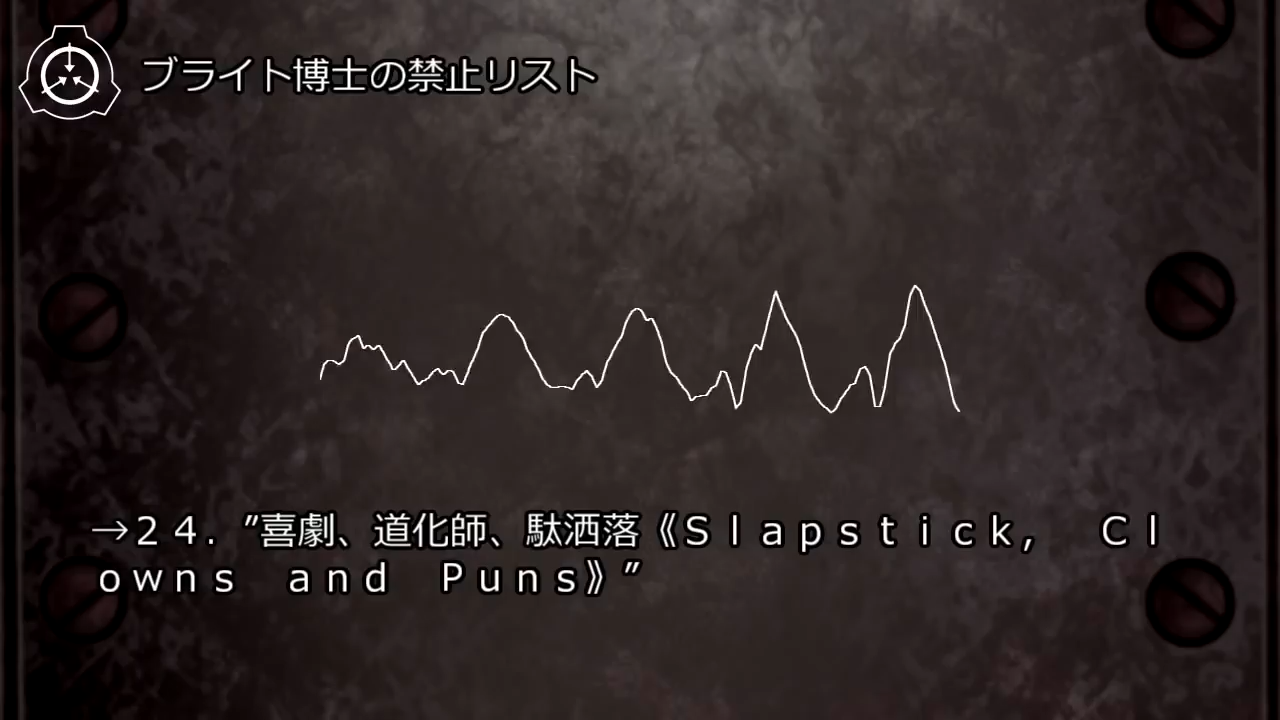 ブライト博士の禁止リスト
→２４．”喜劇、道化師、駄洒落《Ｓｌａｐｓｔｉｃｋ，　Ｃｌ
ｏｗｎｓ　ａｎｄ　Ｐｕｎｓ》”